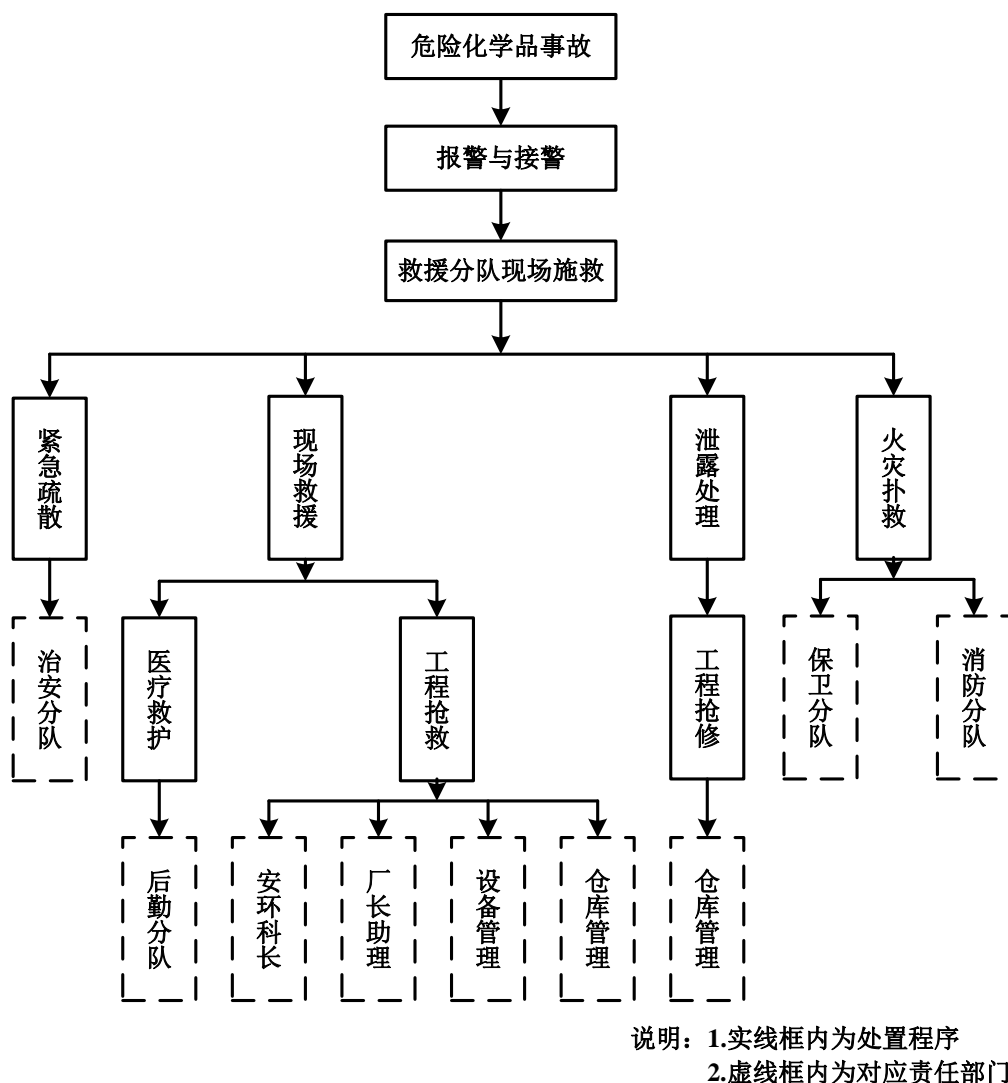 危险化学品事故
报警与接警
救援分队现场施救
紧急疏散
现场救援
泄露处理
火灾扑救
治安分队
医疗救护
工程抢救
工程抢修
保卫分队
消防分队
后勤分队
安环科长
厂长助理
设备管理
仓库管理
仓库管理
说明：1.实线框内为处置程序
2.虚线框内为对应责任部门